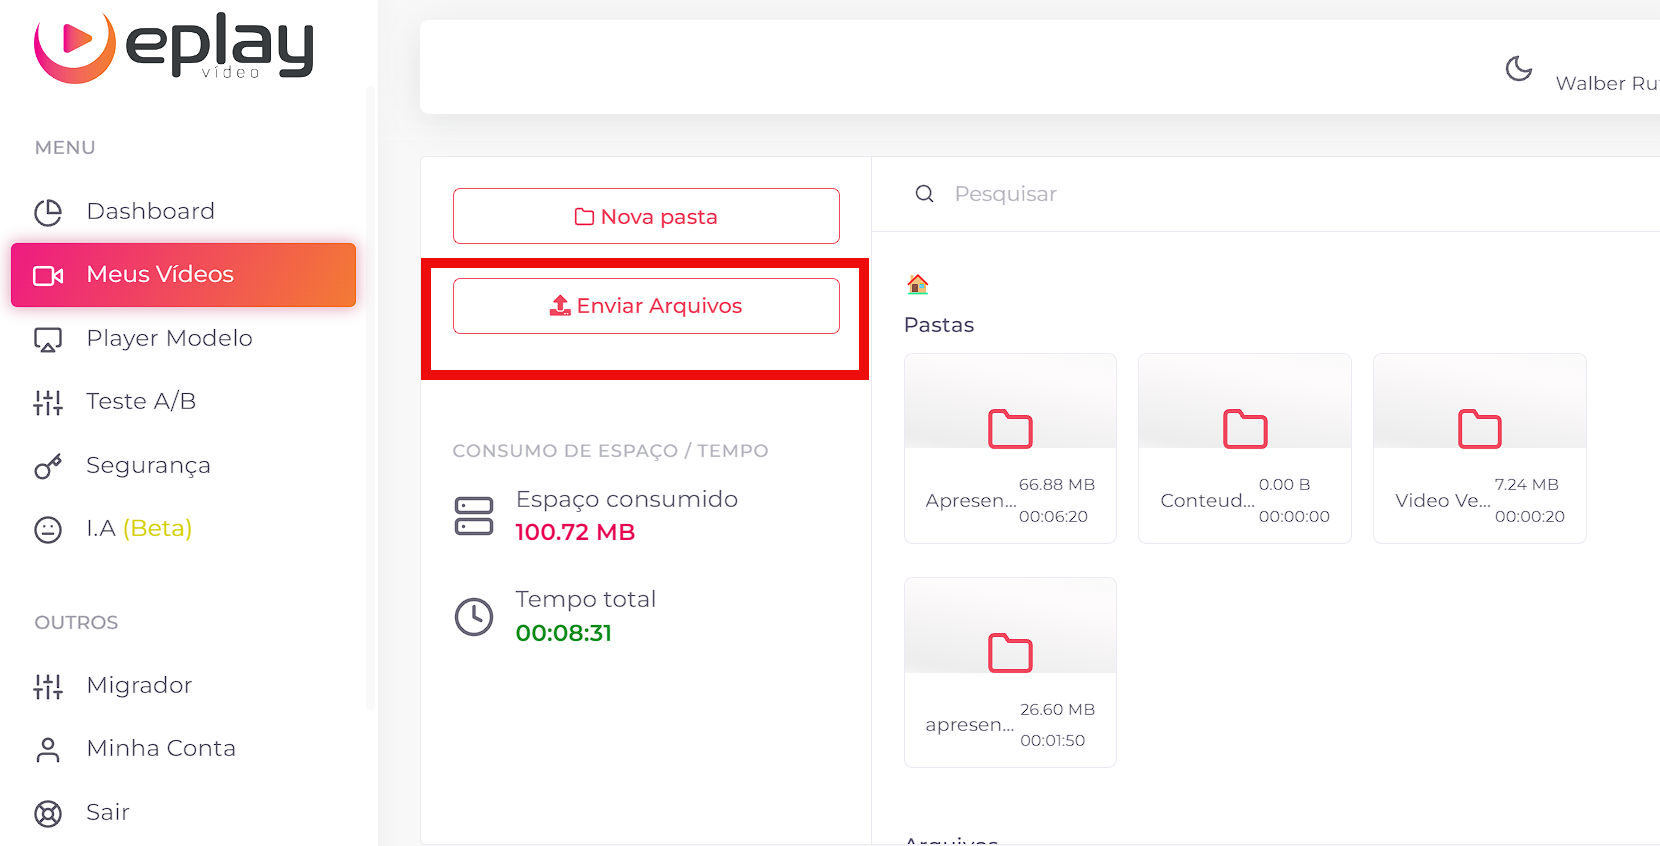 eplay
vídeo
MENU
Dashboard
Meus Vídeos
Player Modelo
Teste A/B
Segurança
I.A (Beta)
OUTROS
Migrador
Minha Conta
Sair
Walber Ru
Nova pasta
Enviar Arquivos
CONSUMO DE ESPAÇO / TEMPO
Espaço consumido
100.72 MB
Tempo total
00:08:31
Pesquisar
Pastas
Apresen...
66.88 MB
00:06:20
Conteud...
0.00 B
00:00:00
Video Ve...
7.24 MB
00:00:20
apresen...
26.60 MB
00:01:50
Arquivos